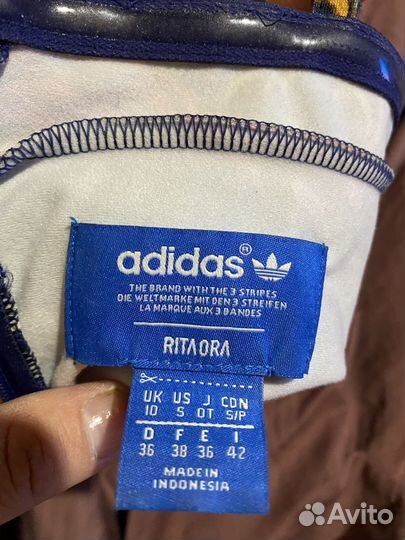 adidas®
THE BRAND WITH THE 3 STRIPES
DIE WELTMARKE MIT DEN 3 STREIFEN
LA MARQUE AUX 3 BANDES
RITA ORA
UK US J CDN
10 S OT S/P
D F E I
36 38 36 42
MADE IN
INDONESIA
Avito